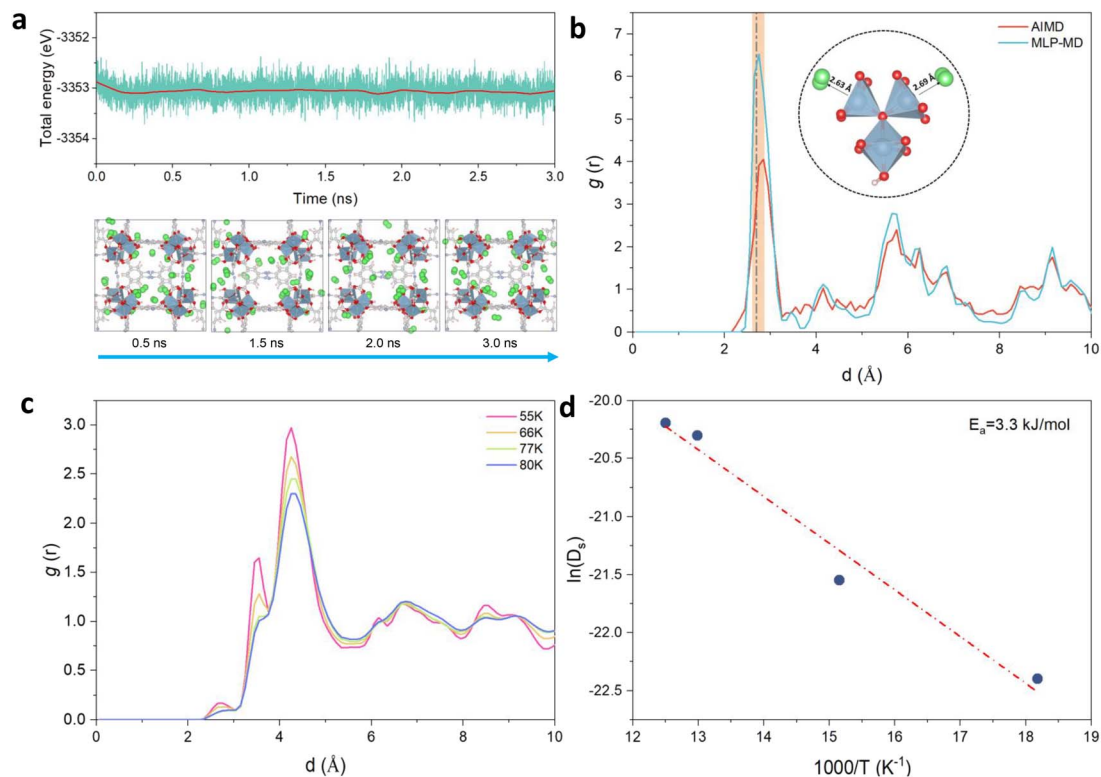 a
Total energy (eV)
-3352
-3353
-3354
0.0 0.5 1.0 1.5 2.0 2.5 3.0
Time (ns)
0.5 ns 1.5 ns 2.0 ns 3.0 ns
b
AIMD
MLP-MD
2.63 Å 2.69 Å
g (r)
7
6
5
4
3
2
1
0
0 2 4 6 8 10
d (Å)
c
55K
66K
77K
80K
g (r)
3.0
2.5
2.0
1.5
1.0
0.5
0.0
0 2 4 6 8 10
d (Å)
d
Eₐ=3.3 kJ/mol
ln(Dₛ)
-20.0
-20.5
-21.0
-21.5
-22.0
-22.5
12 13 14 15 16 17 18 19
1000/T (K⁻¹)